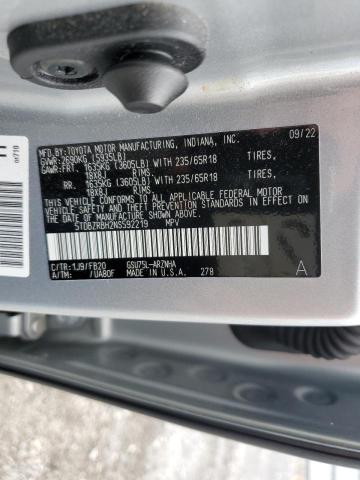 MFD. BY: TOYOTA MOTOR MANUFACTURING, INDIANA, INC. 09/22
GVWR: 2690KG (5935LB)
GAWR: FRT. 1635KG (3605LB) WITH 235/65R18 TIRES,
18X8J RIMS,
RR. 1635KG (3605LB) WITH 235/65R18 TIRES,
18X8J RIMS,
THIS VEHICLE CONFORMS TO ALL APPLICABLE FEDERAL MOTOR
VEHICLE SAFETY, BUMPER, AND THEFT PREVENTION STANDARDS
IN EFFECT ON THE DATE OF MANUFACTURE SHOWN ABOVE.
5TDBZRBH2NS592219 MPV
C/TR:1J9/FB20 GSU75L-ARZNHA
A/TM: /UA80F MADE IN U.S.A. 278 A